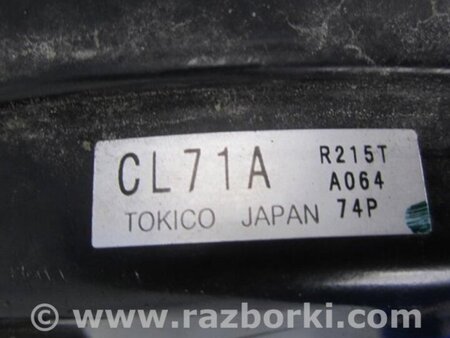 CL71A R215T
A064
TOKICO JAPAN 74P
www.razborki.com